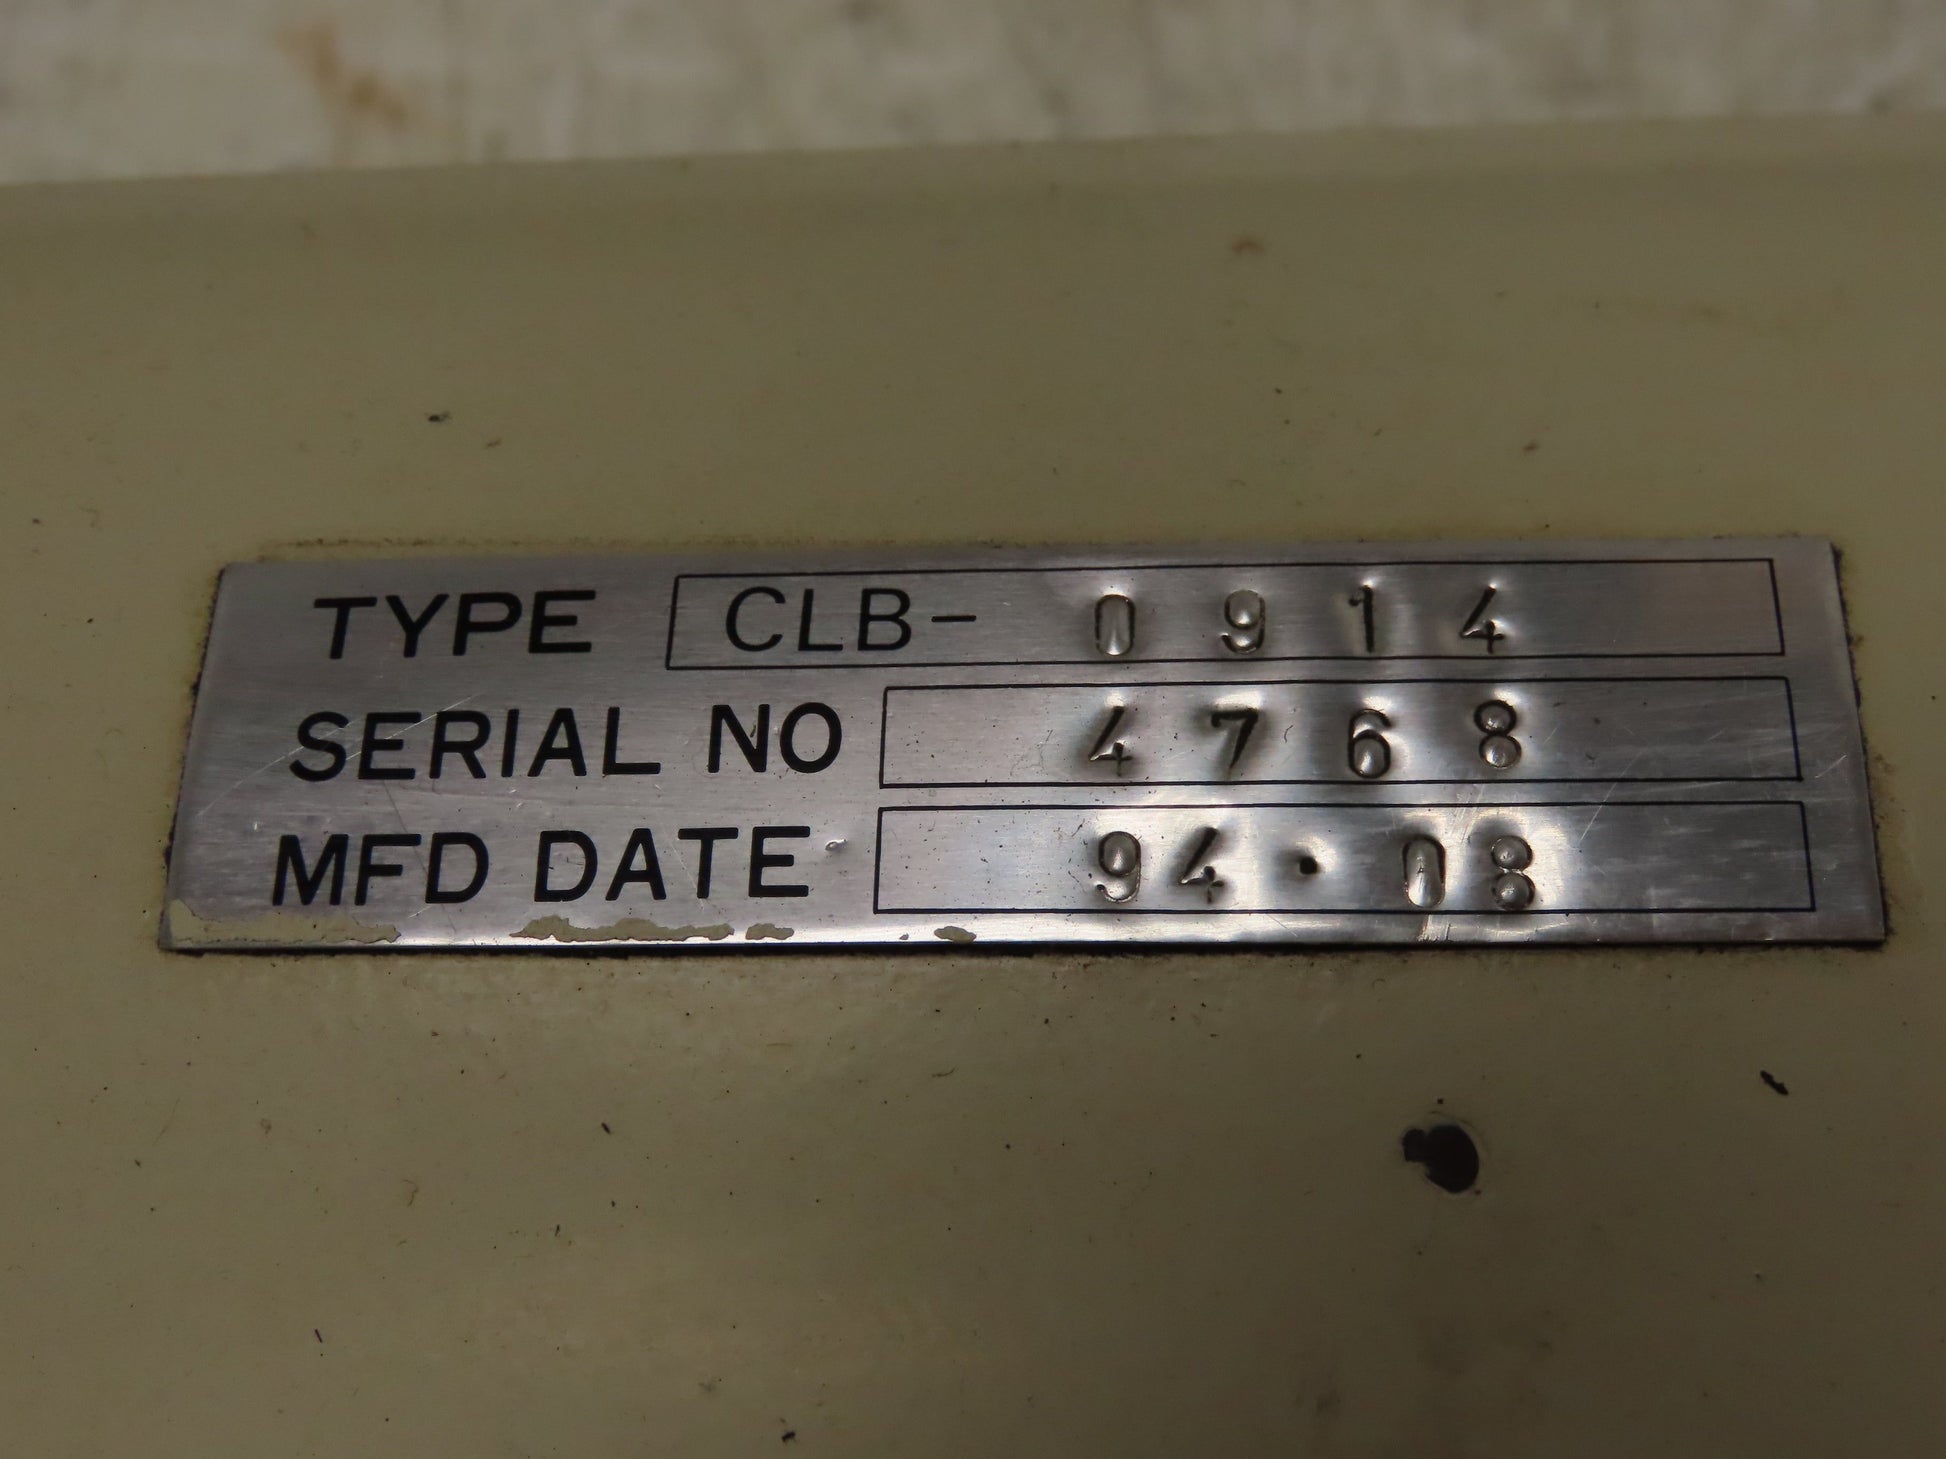 TYPE CLB- 0914
SERIAL NO 4768
MFD DATE 94·08